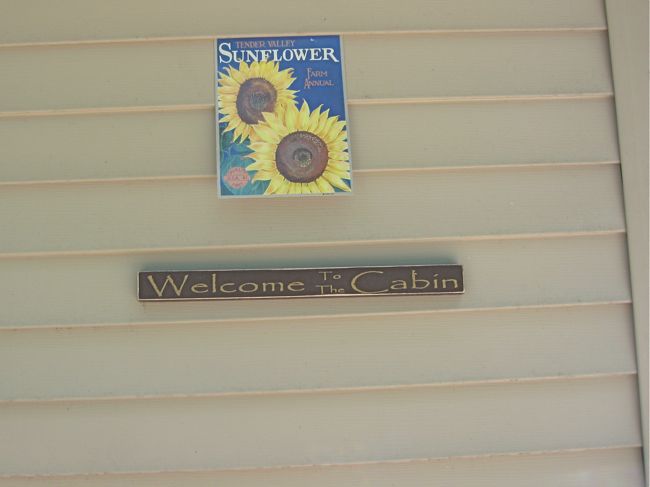 TENDER VALLEY
SUNFLOWER
FARM
ANNUAL
Welcome To The Cabin